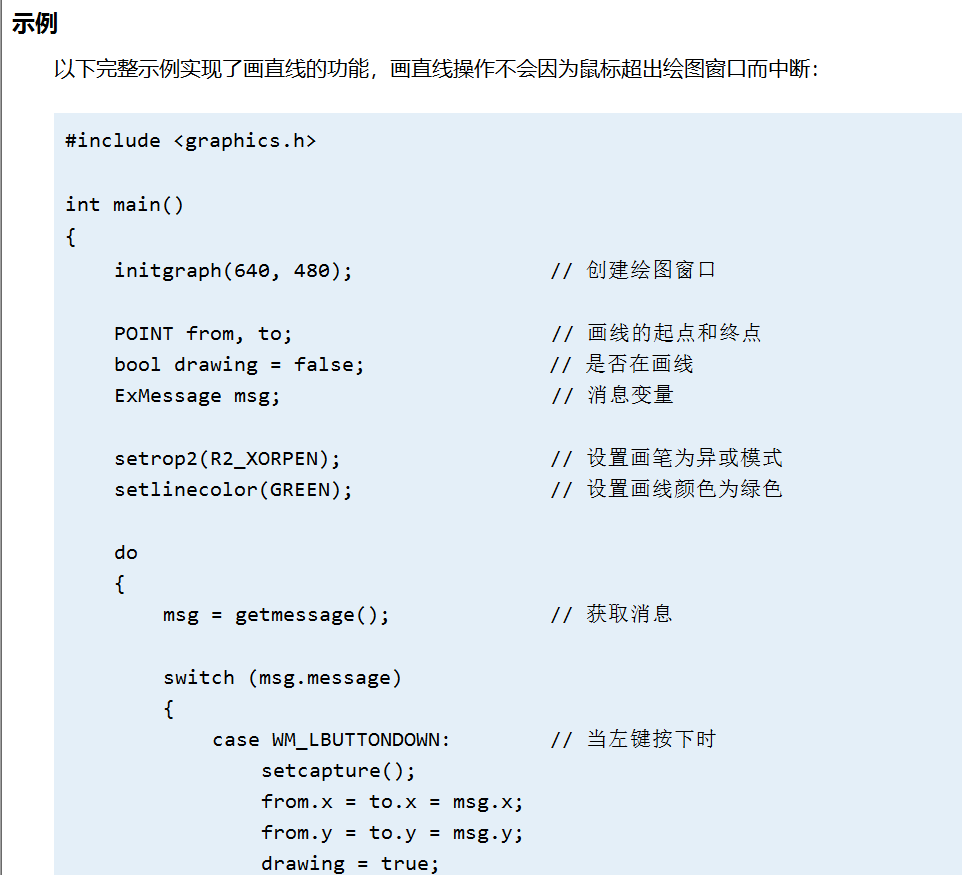 示例
以下完整示例实现了画直线的功能，画直线操作不会因为鼠标超出绘图窗口而中断：
#include <graphics.h>
int main()
{
initgraph(640, 480); // 创建绘图窗口
POINT from, to; // 画线的起点和终点
bool drawing = false; // 是否在画线
ExMessage msg; // 消息变量
setrop2(R2_XORPEN); // 设置画笔为异或模式
setlinecolor(GREEN); // 设置画线颜色为绿色
do
{
msg = getmessage(); // 获取消息
switch (msg.message)
{
case WM_LBUTTONDOWN: // 当左键按下时
setcapture();
from.x = to.x = msg.x;
from.y = to.y = msg.y;
drawing = true;